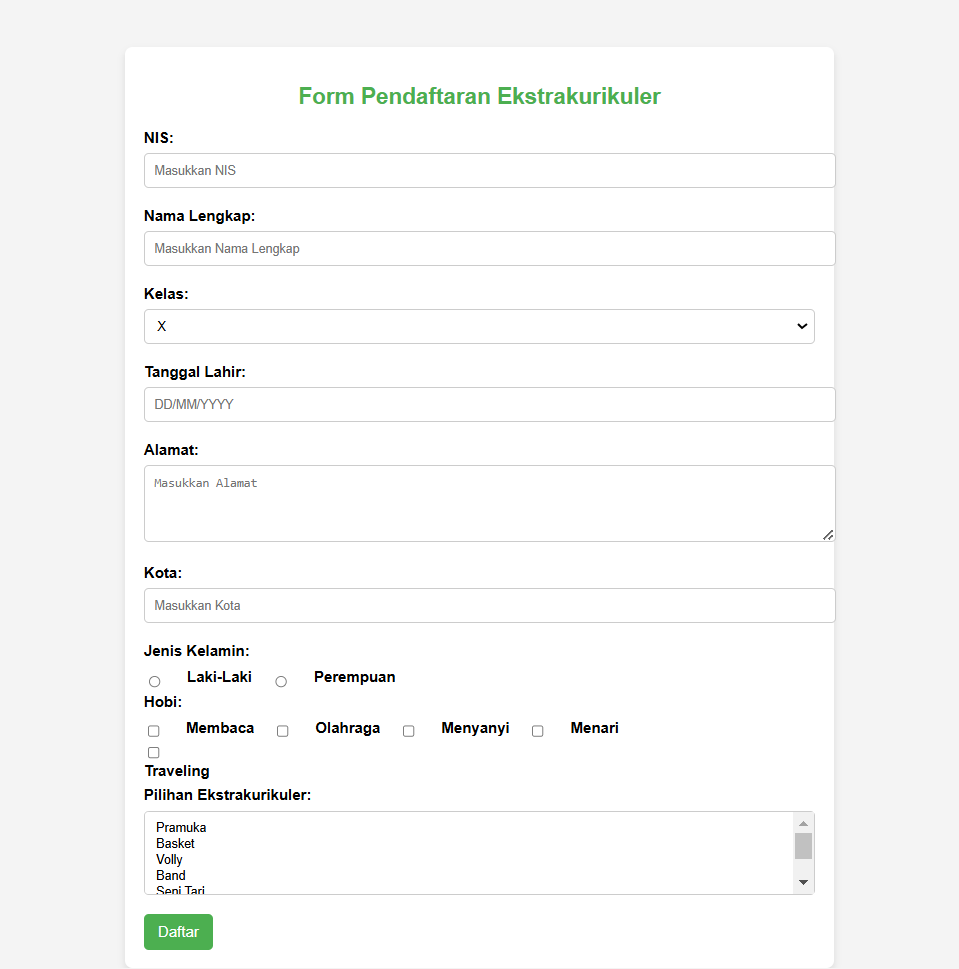 Form Pendaftaran Ekstrakurikuler
NIS:
Masukkan NIS
Nama Lengkap:
Masukkan Nama Lengkap
Kelas:
X
Tanggal Lahir:
DD/MM/YYYY
Alamat:
Masukkan Alamat
Kota:
Masukkan Kota
Jenis Kelamin:
Laki-Laki Perempuan
Hobi:
Membaca Olahraga Menyanyi Menari
Traveling
Pilihan Ekstrakurikuler:
Pramuka
Basket
Volly
Band
Seni Tari
Daftar